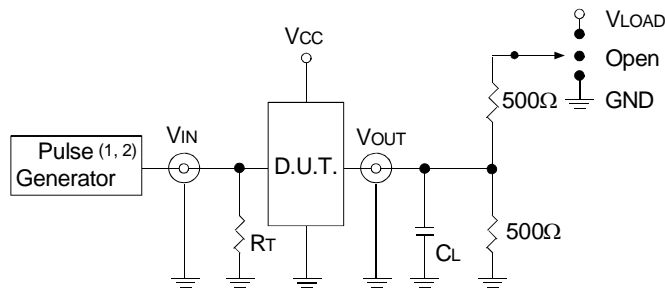 VLOAD
VCC
Open
500Ω
GND
VIN
VOUT
Pulse (1, 2)
Generator
D.U.T.
RT
CL
500Ω